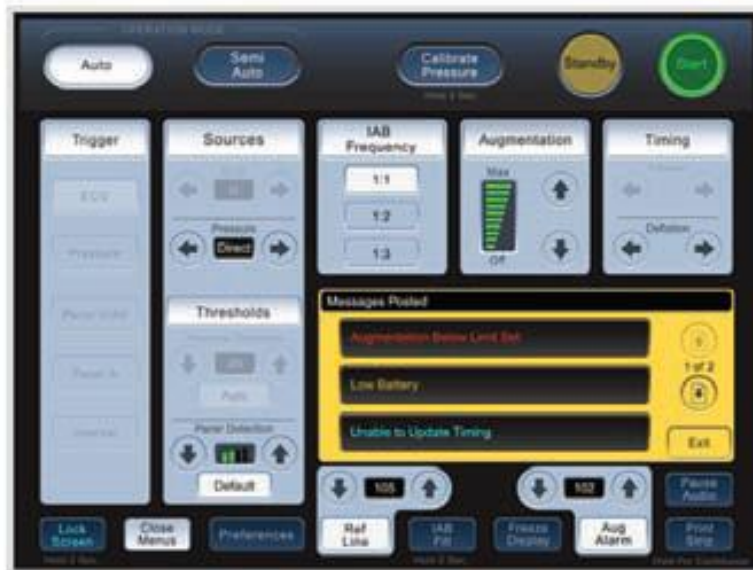 OPERATION MODE
Auto
Semi
Auto
Calibrate
Pressure
Hold 2 Sec.
Standby
Start
Trigger
ECG
Pressure
Pacer V/AV
Pacer A
Internal
Sources
Pressure
Direct
Thresholds
Auto
Pacer Detection
Default
IAB
Frequency
1:1
1:2
1:3
Augmentation
Max
Off
Timing
Deflation
Messages Posted
Augmentation Below Limit Set
Low Battery
Unable to Update Timing
1 of 2
Exit
105
102
Lock
Screen
Close
Menus
Preferences
Ref
Line
IAB
Fill
Freeze
Display
Aug
Alarm
Pause
Audio
Print
Strip
Hold 2 Sec.
Hold 2 Sec.